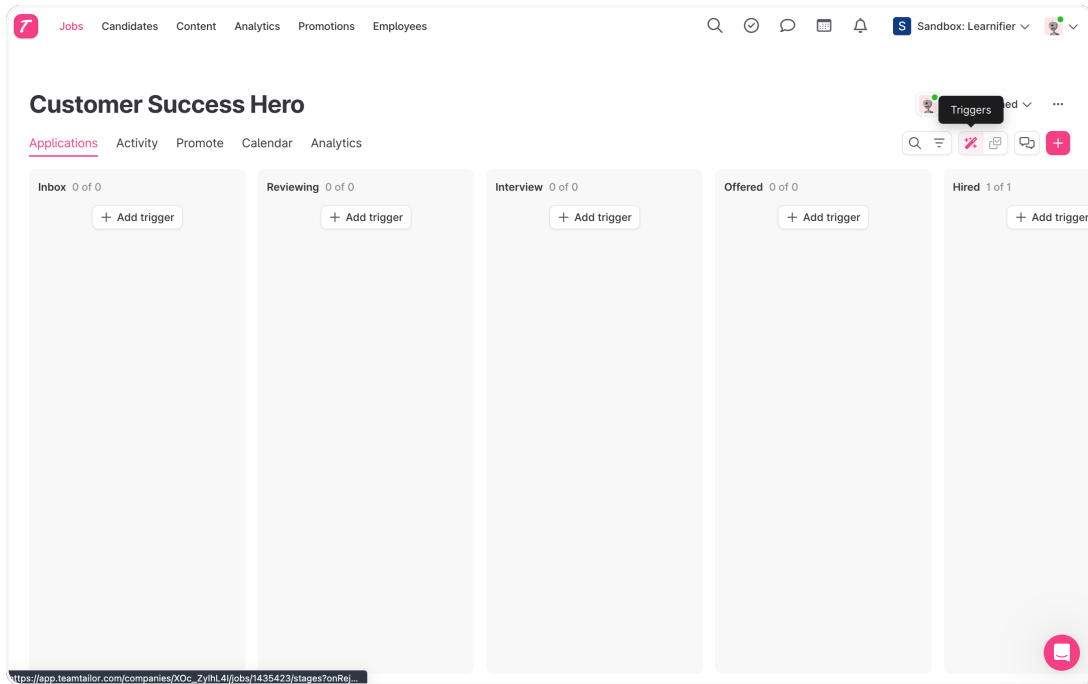 Jobs Candidates Content Analytics Promotions Employees S Sandbox: Learnifier
Customer Success Hero
Triggers
Applications Activity Promote Calendar Analytics
Inbox 0 of 0 Reviewing 0 of 0 Interview 0 of 0 Offered 0 of 0 Hired 1 of 1
Add trigger Add trigger Add trigger Add trigger Add trigger
https://app.teamtailor.com/companies/XOc_ZylhL4I/jobs/1435423/stages?onRej...